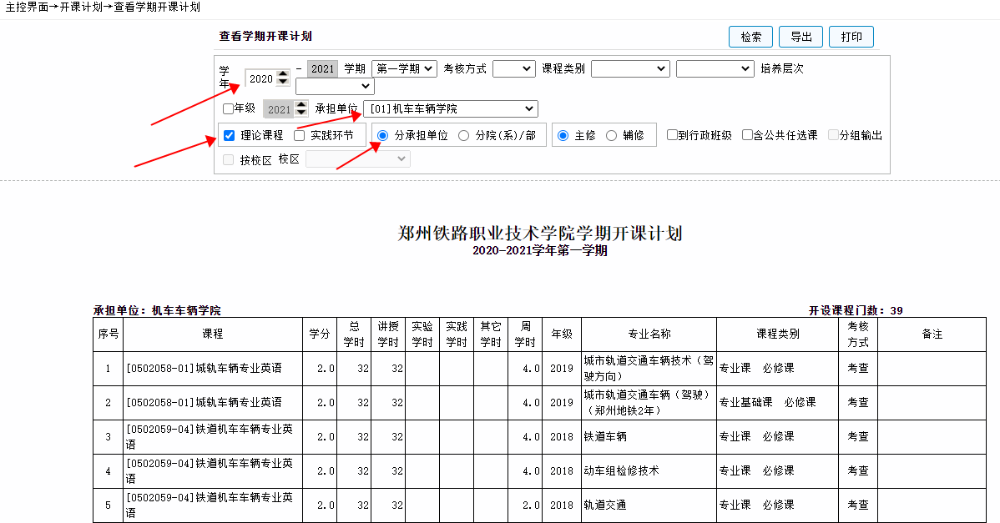 主控界面→开课计划→查看学期开课计划
查看学期开课计划 检索 导出 打印
学年 2020 - 2021 学期 第一学期 考核方式 课程类别 培养层次
年级 2021 承担单位 [01]机车车辆学院
理论课程 实践环节 分承担单位 分院(系)/部 主修 辅修 到行政班级 含公共任选课 分组输出
按校区 校区
郑州铁路职业技术学院学期开课计划
2020-2021学年第一学期
承担单位：机车车辆学院 开设课程门数：39
序号 课程 学分 总学时 讲授学时 实验学时 实践学时 其它学时 周学时 年级 专业名称 课程类别 考核方式 备注
1 [0502058-01]城轨车辆专业英语 2.0 32 32 4.0 2019 城市轨道交通车辆技术（驾驶方向） 专业课 必修课 考查
2 [0502058-01]城轨车辆专业英语 2.0 32 32 4.0 2019 城市轨道交通车辆（驾驶）（郑州地铁2年） 专业基础课 必修课 考查
3 [0502059-04]铁道机车车辆专业英语 2.0 32 32 4.0 2018 铁道车辆 专业课 必修课 考查
4 [0502059-04]铁道机车车辆专业英语 2.0 32 32 4.0 2018 动车组检修技术 专业课 必修课 考查
5 [0502059-04]铁道机车车辆专业英语 2.0 32 32 2.0 2018 轨道交通 专业课 必修课 考查